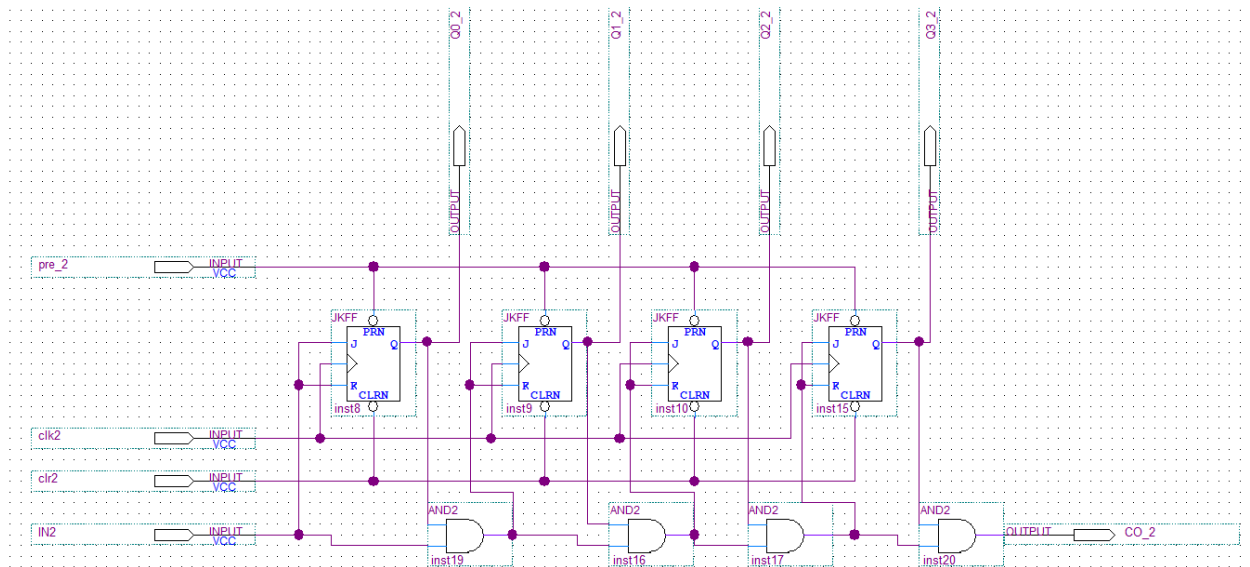 Q0_2
Q1_2
Q2_2
Q3_2
OUTPUT
OUTPUT
OUTPUT
OUTPUT
pre_2
INPUT
VCC
JKFF
PRN
J
Q
K
CLRN
inst8
JKFF
PRN
J
Q
K
CLRN
inst9
JKFF
PRN
J
Q
K
CLRN
inst10
JKFF
PRN
J
Q
K
CLRN
inst15
clk2
INPUT
VCC
clr2
INPUT
VCC
IN2
INPUT
VCC
AND2
inst19
AND2
inst16
AND2
inst17
AND2
inst20
OUTPUT
CO_2